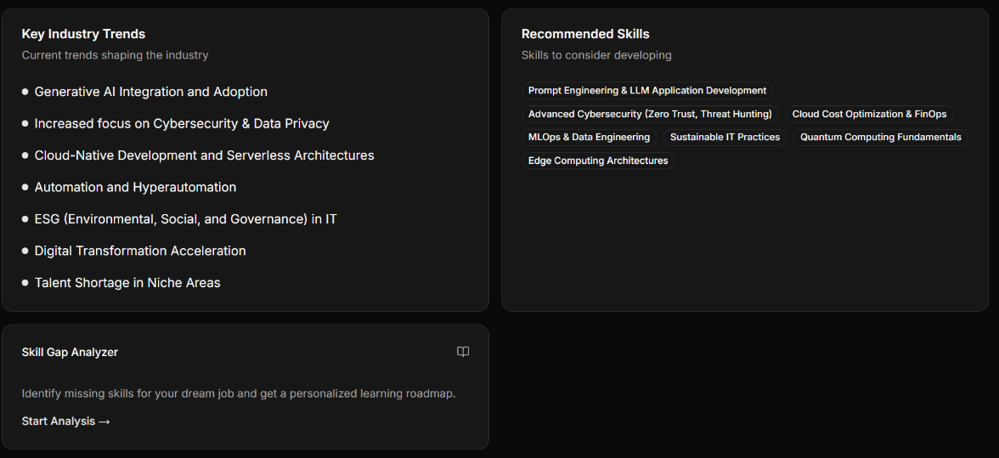 Key Industry Trends
Current trends shaping the industry
Generative AI Integration and Adoption
Increased focus on Cybersecurity & Data Privacy
Cloud-Native Development and Serverless Architectures
Automation and Hyperautomation
ESG (Environmental, Social, and Governance) in IT
Digital Transformation Acceleration
Talent Shortage in Niche Areas
Recommended Skills
Skills to consider developing
Prompt Engineering & LLM Application Development
Advanced Cybersecurity (Zero Trust, Threat Hunting) Cloud Cost Optimization & FinOps
MLOps & Data Engineering Sustainable IT Practices Quantum Computing Fundamentals
Edge Computing Architectures
Skill Gap Analyzer
Identify missing skills for your dream job and get a personalized learning roadmap.
Start Analysis →